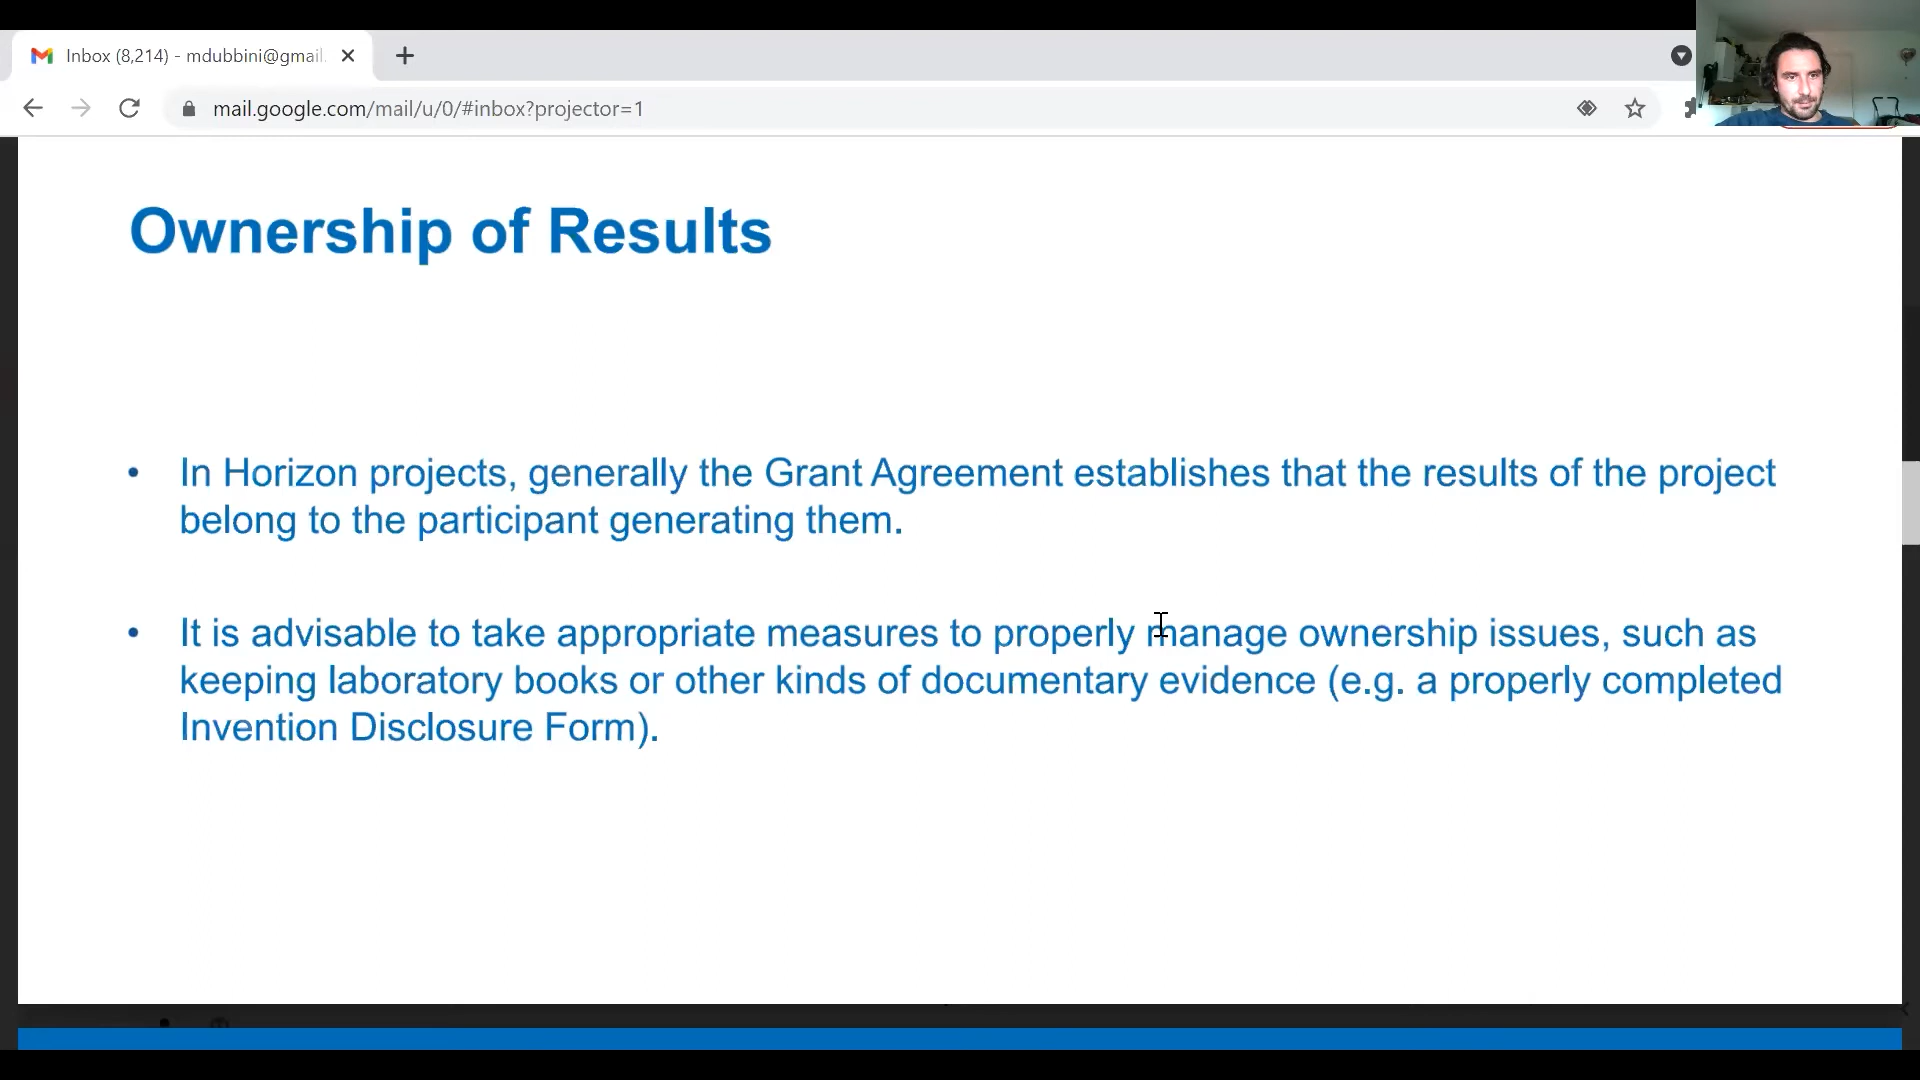 Inbox (8,214) - mdubbini@gmail.
mail.google.com/mail/u/0/#inbox?projector=1
Ownership of Results
• In Horizon projects, generally the Grant Agreement establishes that the results of the project
belong to the participant generating them.
• It is advisable to take appropriate measures to properly manage ownership issues, such as
keeping laboratory books or other kinds of documentary evidence (e.g. a properly completed
Invention Disclosure Form).